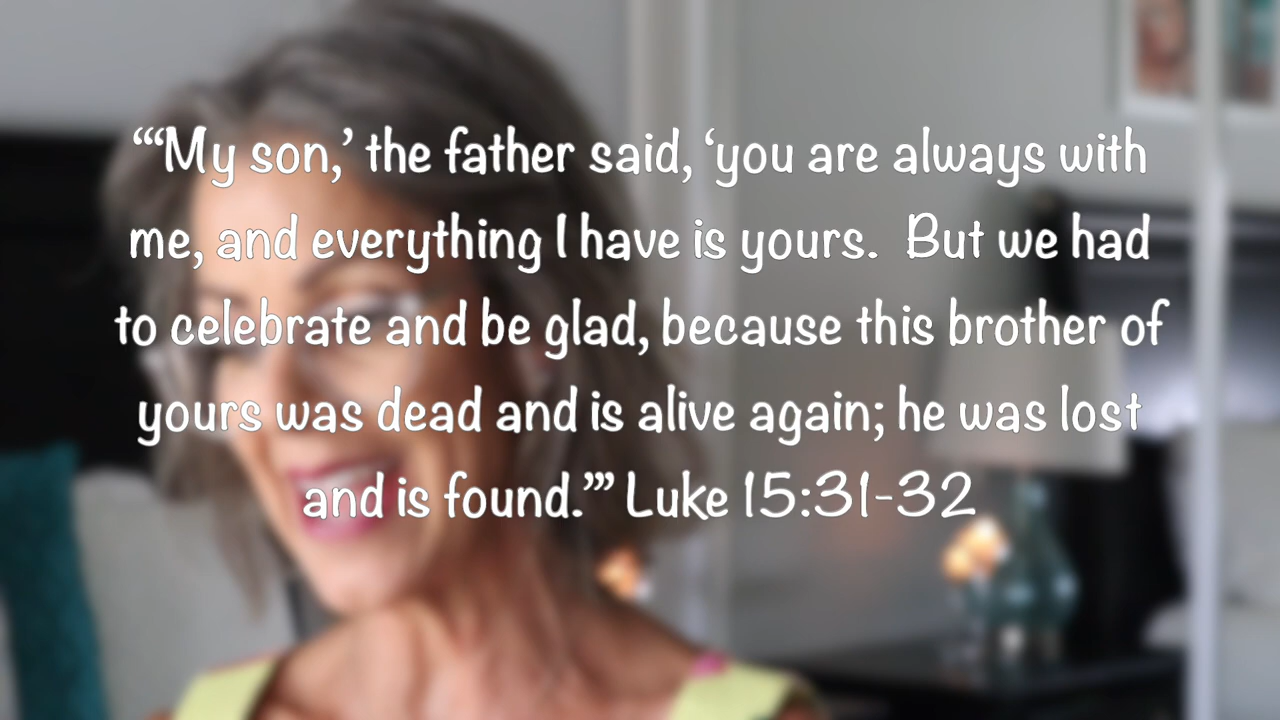 “‘“My son,’ the father said, ‘you are always with
me, and everything I have is yours.  But we had
to celebrate and be glad, because this brother of
yours was dead and is alive again; he was lost
and is found.’” Luke 15:31-32